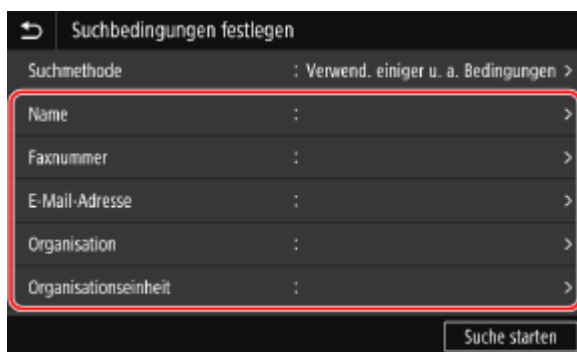 Suchbedingungen festlegen
Suchmethode : Verwend. einiger u. a. Bedingungen >
Name : >
Faxnummer : >
E-Mail-Adresse : >
Organisation : >
Organisationseinheit : >
Suche starten